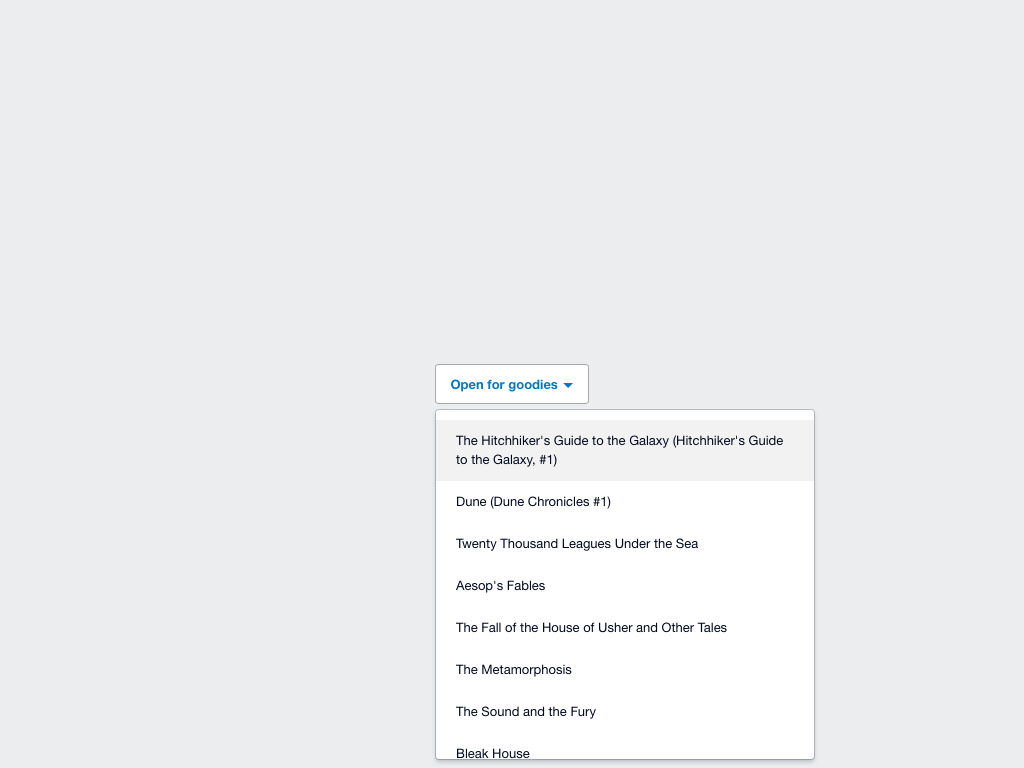 Open for goodies
The Hitchhiker's Guide to the Galaxy (Hitchhiker's Guide
to the Galaxy, #1)
Dune (Dune Chronicles #1)
Twenty Thousand Leagues Under the Sea
Aesop's Fables
The Fall of the House of Usher and Other Tales
The Metamorphosis
The Sound and the Fury
Bleak House